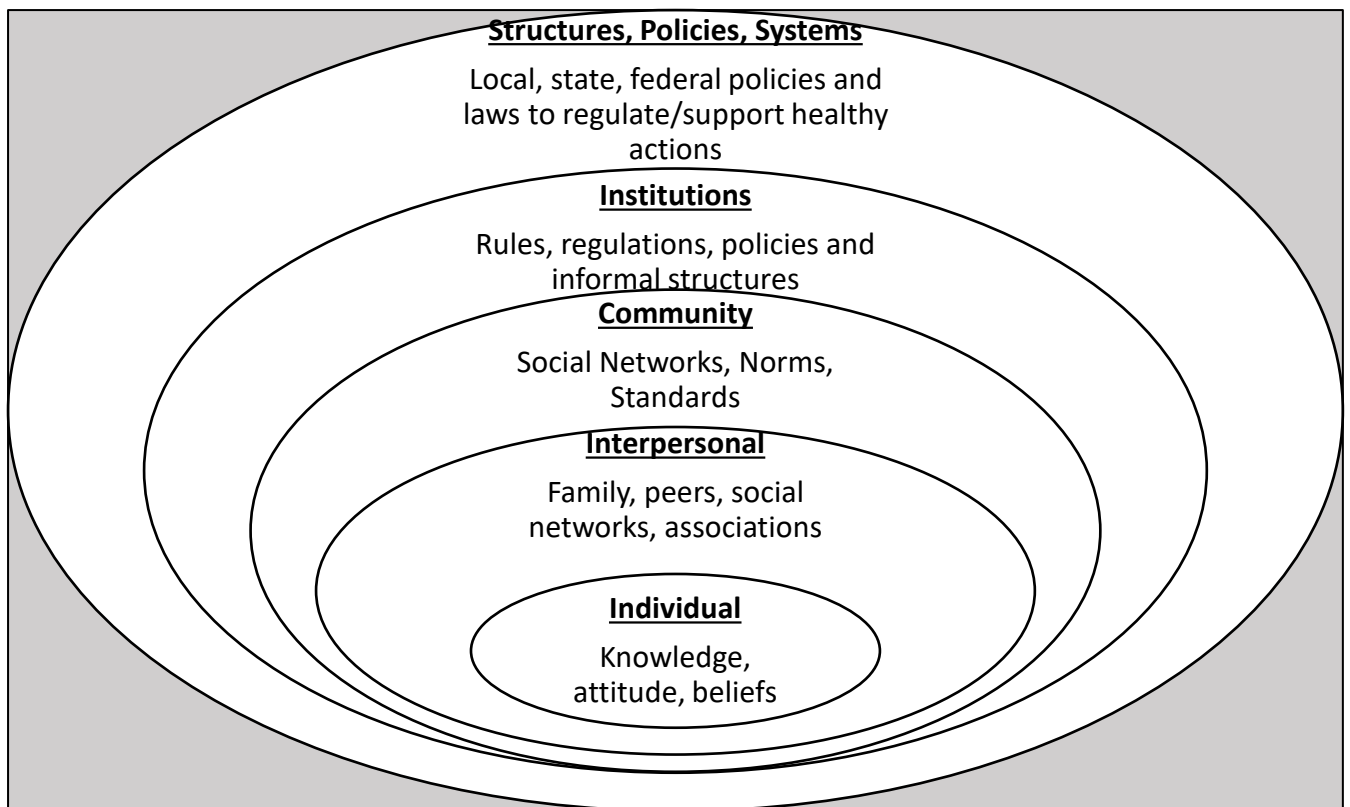 Structures, Policies, Systems
Local, state, federal policies and
laws to regulate/support healthy
actions
Institutions
Rules, regulations, policies and
informal structures
Community
Social Networks, Norms,
Standards
Interpersonal
Family, peers, social
networks, associations
Individual
Knowledge,
attitude, beliefs